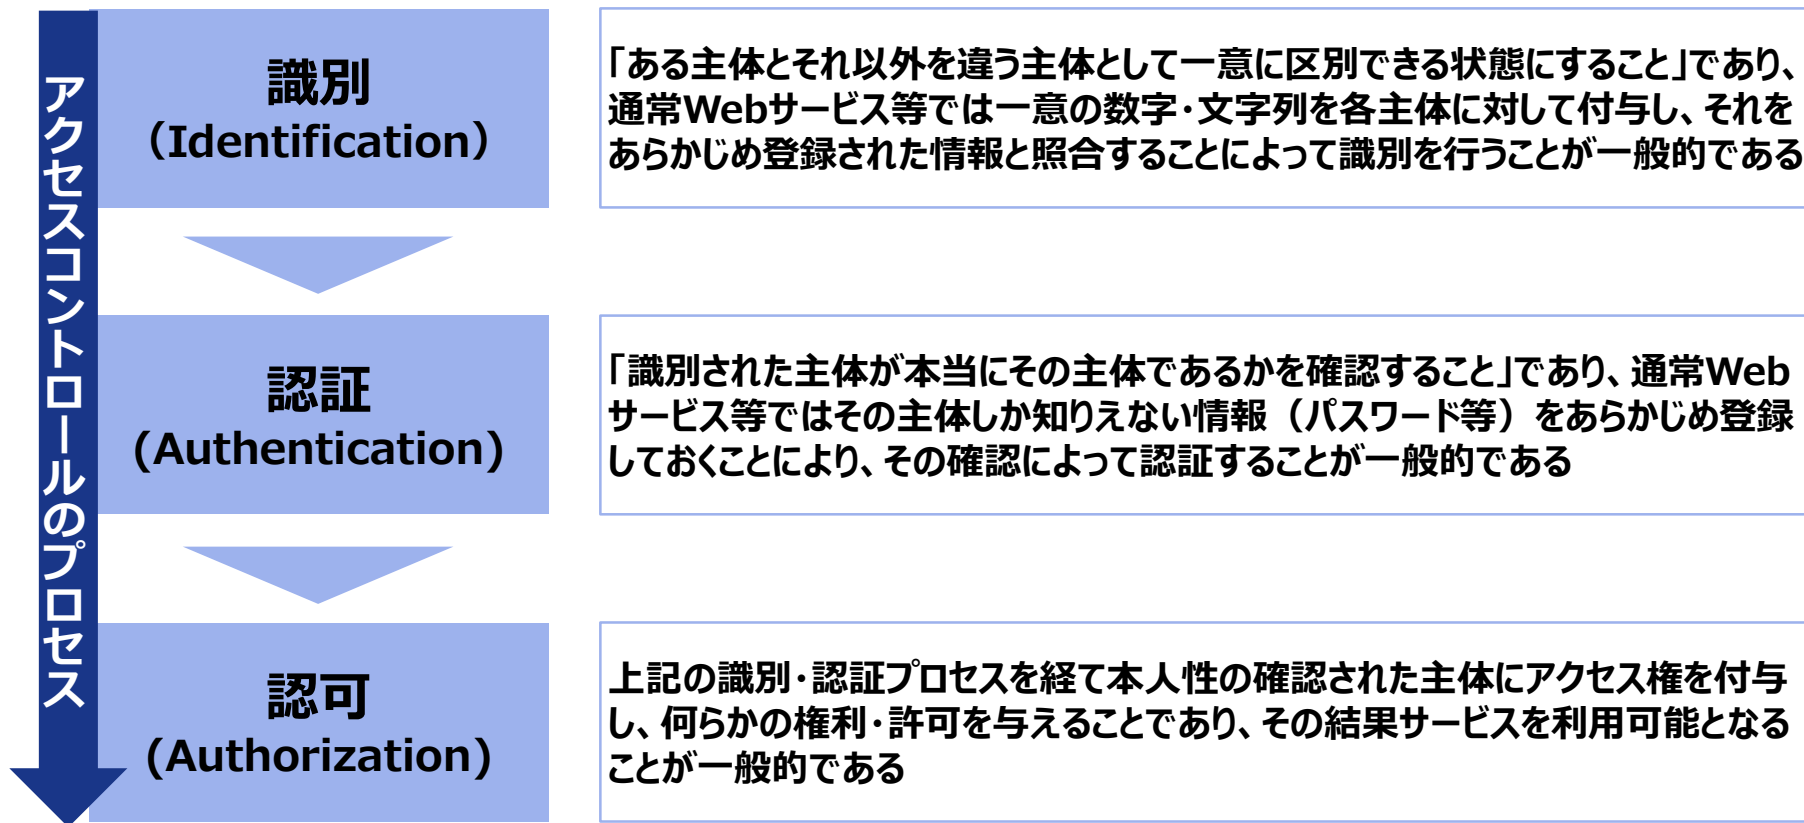 アクセスコントロールのプロセス
識別
（Identification）
「ある主体とそれ以外を違う主体として一意に区別できる状態にすること」であり、
通常Webサービス等では一意の数字・文字列を各主体に対して付与し、それを
あらかじめ登録された情報と照合することによって識別を行うことが一般的である
認証
(Authentication)
「識別された主体が本当にその主体であるかを確認すること」であり、通常Web
サービス等ではその主体しか知りえない情報（パスワード等）をあらかじめ登録
しておくことにより、その確認によって認証することが一般的である
認可
(Authorization)
上記の識別・認証プロセスを経て本人性の確認された主体にアクセス権を付与
し、何らかの権利・許可を与えることであり、その結果サービスを利用可能となる
ことが一般的である